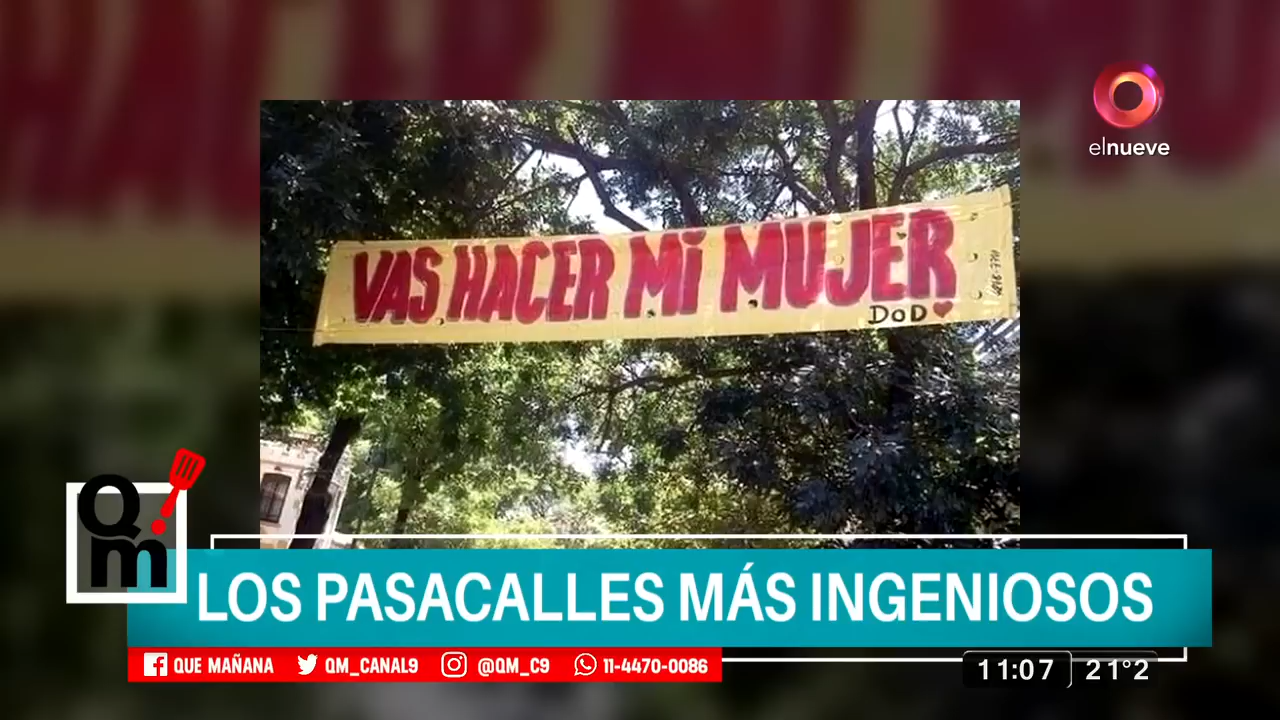 elnueve
VAS HACER Mi MUJER
DoD
Q!
m
LOS PASACALLES MÁS INGENIOSOS
QUE MAÑANA QM_CANAL9 @QM_C9 11-4470-0086
11:07 21°2